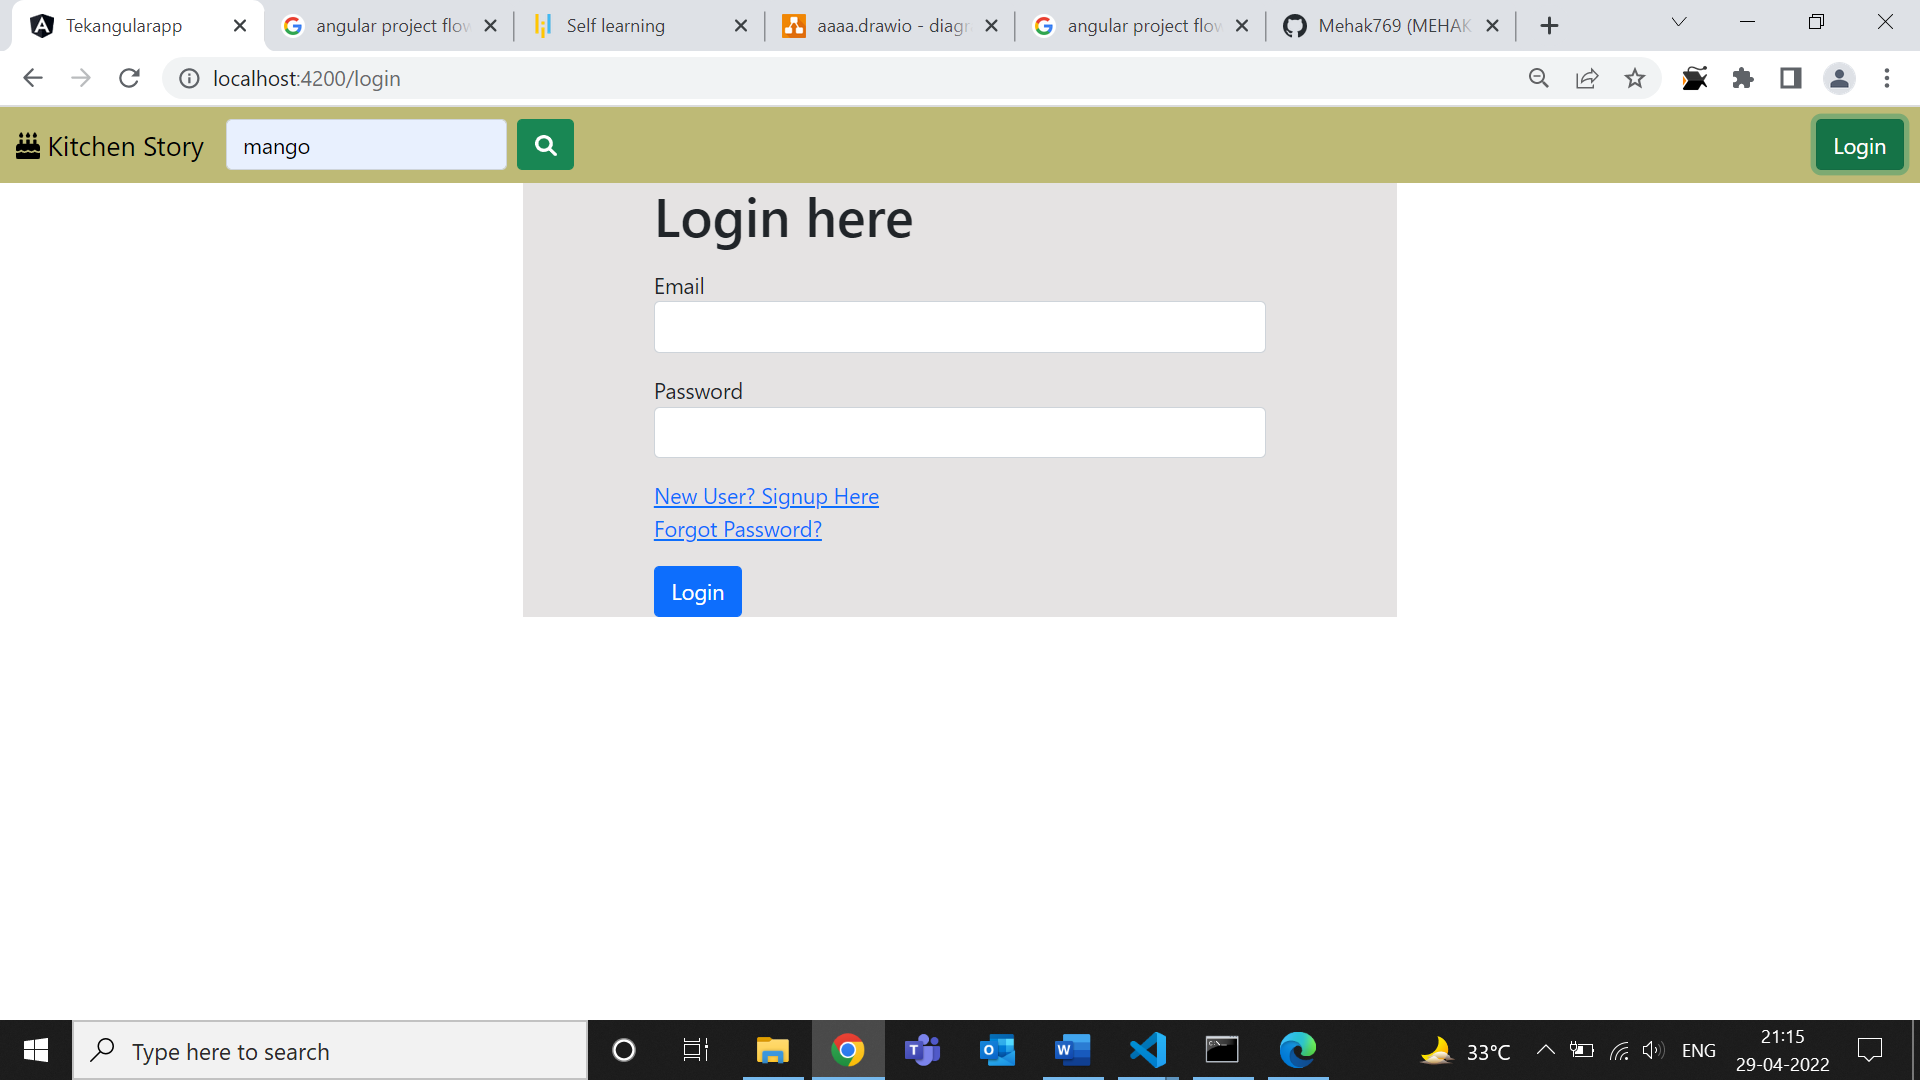 Tekangularapp
angular project flow
Self learning
aaaa.drawio - diagr
angular project flow
Mehak769 (MEHAK
localhost:4200/login
Kitchen Story
mango
Login
Login here
Email
Password
New User? Signup Here
Forgot Password?
Login
Type here to search
33°C
ENG
21:15
29-04-2022